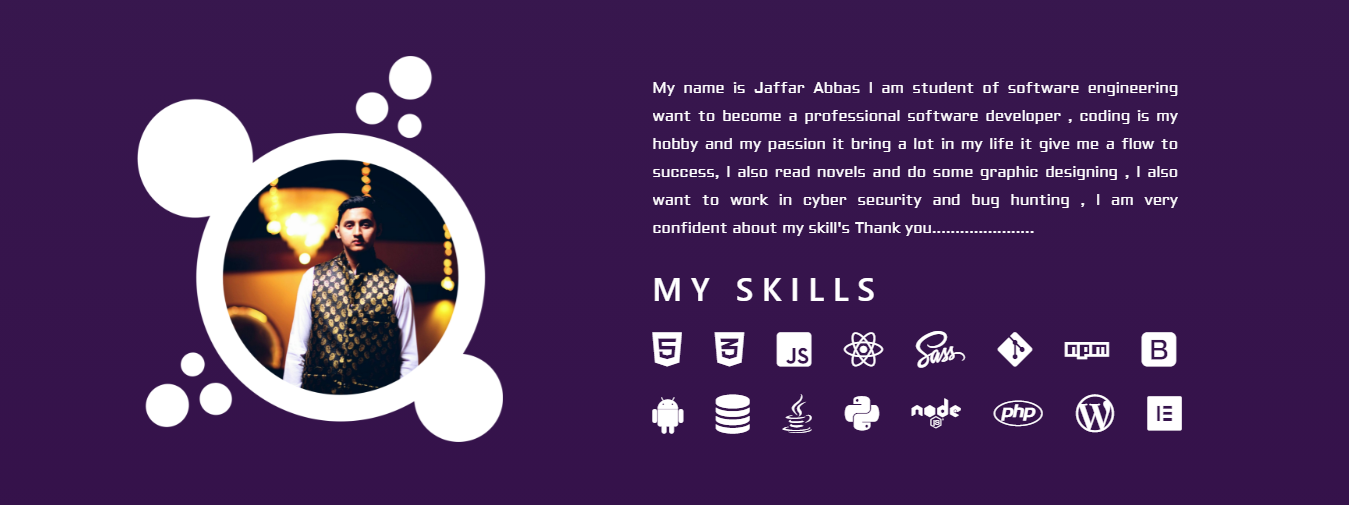 My name is Jaffar Abbas I am student of software engineering
want to become a professional software developer , coding is my
hobby and my passion it bring a lot in my life it give me a flow to
success, I also read novels and do some graphic designing , I also
want to work in cyber security and bug hunting , I am very
confident about my skill's Thank you......................
MY SKILLS
5 3 JS Sass npm B
node JS php W E